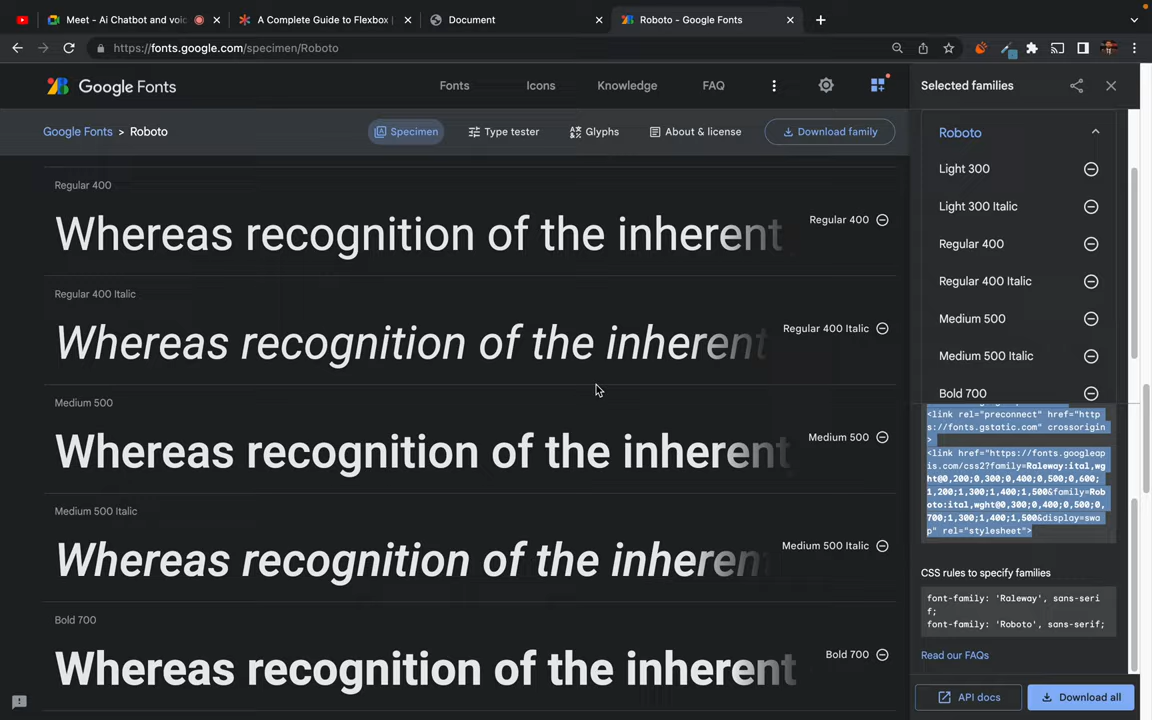 Meet - Ai Chatbot and voic
A Complete Guide to Flexbox
Document
Roboto - Google Fonts
https://fonts.google.com/specimen/Roboto
Google Fonts
Fonts
Icons
Knowledge
FAQ
Selected families
Google Fonts > Roboto
Specimen
Type tester
Glyphs
About & license
Download family
Regular 400
Whereas recognition of the inherent
Regular 400
Regular 400 Italic
Whereas recognition of the inherent
Regular 400 Italic
Medium 500
Whereas recognition of the inherent
Medium 500
Medium 500 Italic
Whereas recognition of the inheren
Medium 500 Italic
Bold 700
Whereas recognition of the inherent
Bold 700
Roboto
Light 300
Light 300 Italic
Regular 400
Regular 400 Italic
Medium 500
Medium 500 Italic
Bold 700
<link rel="preconnect" href="http
s://fonts.gstatic.com" crossorigin
>
<link href="https://fonts.googleap
is.com/css2?family=Raleway:ital,wg
ht@0,200;0,300;0,400;0,500;0,600;
1,200;1,300;1,400;1,500&family=Rob
oto:ital,wght@0,300;0,400;0,500;0,
700;1,300;1,400;1,500&display=swa
p" rel="stylesheet">
CSS rules to specify families
font-family: 'Raleway', sans-seri
f;
font-family: 'Roboto', sans-serif;
Read our FAQs
API docs
Download all